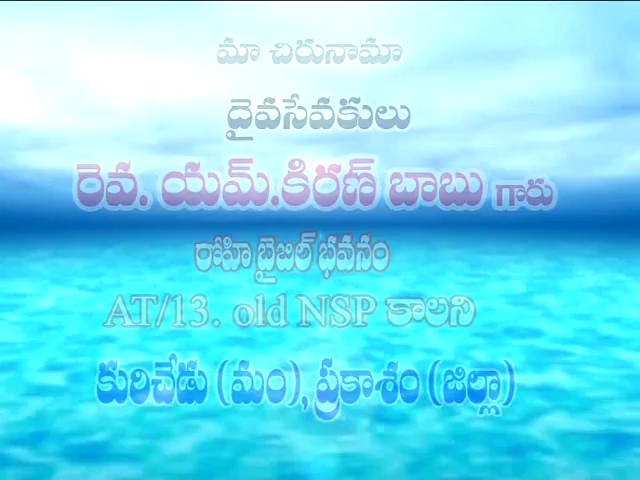 మా చిరునామా
దైవసేవకులు
రెవ. యమ్.కిరణ్ బాబు గారు
రోహి బైబిల్ భవనం
AT/13. old NSP కాలని
కురిచేడు (మం), ప్రకాశం (జిల్లా)